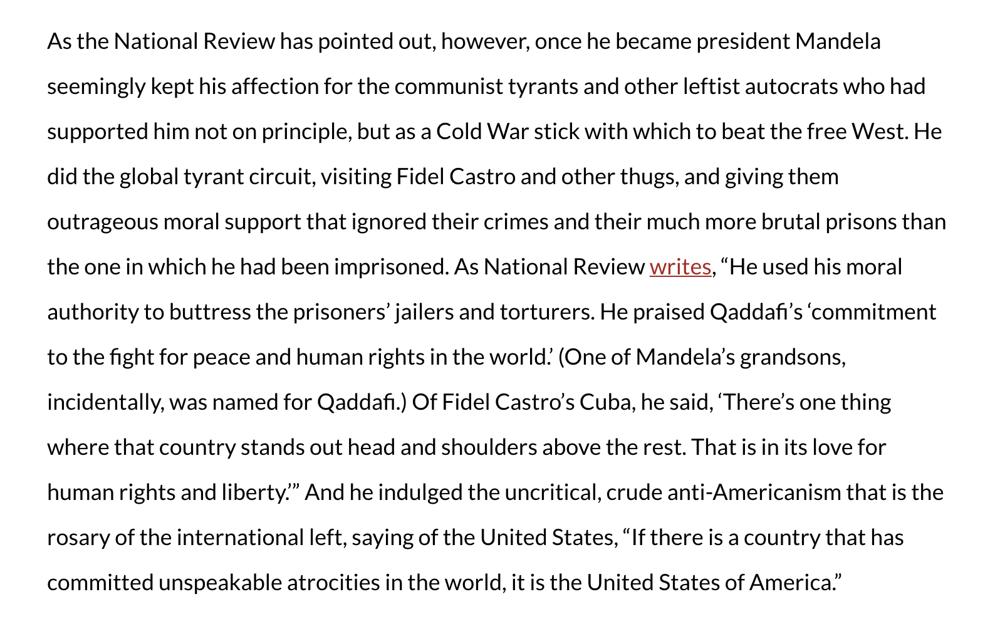 As the National Review has pointed out, however, once he became president Mandela
seemingly kept his affection for the communist tyrants and other leftist autocrats who had
supported him not on principle, but as a Cold War stick with which to beat the free West. He
did the global tyrant circuit, visiting Fidel Castro and other thugs, and giving them
outrageous moral support that ignored their crimes and their much more brutal prisons than
the one in which he had been imprisoned. As National Review writes, “He used his moral
authority to buttress the prisoners’ jailers and torturers. He praised Qaddafi’s ‘commitment
to the fight for peace and human rights in the world.’ (One of Mandela’s grandsons,
incidentally, was named for Qaddafi.) Of Fidel Castro’s Cuba, he said, ‘There’s one thing
where that country stands out head and shoulders above the rest. That is in its love for
human rights and liberty.’” And he indulged the uncritical, crude anti-Americanism that is the
rosary of the international left, saying of the United States, “If there is a country that has
committed unspeakable atrocities in the world, it is the United States of America.”